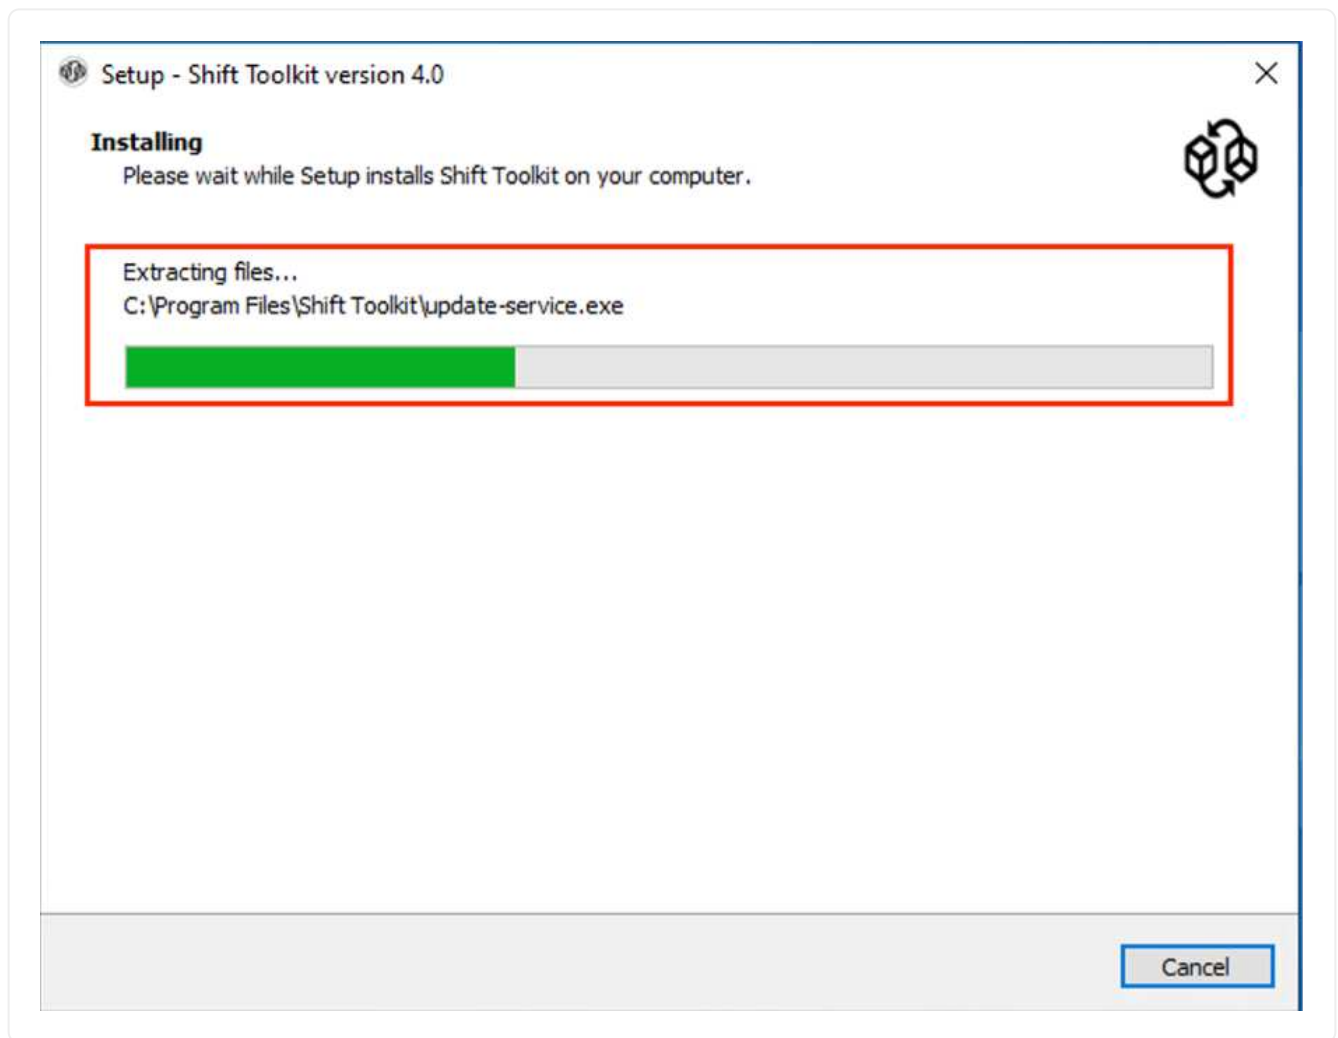 Setup - Shift Toolkit version 4.0
Installing
Please wait while Setup installs Shift Toolkit on your computer.
Extracting files...
C:\Program Files\Shift Toolkit\update-service.exe
Cancel